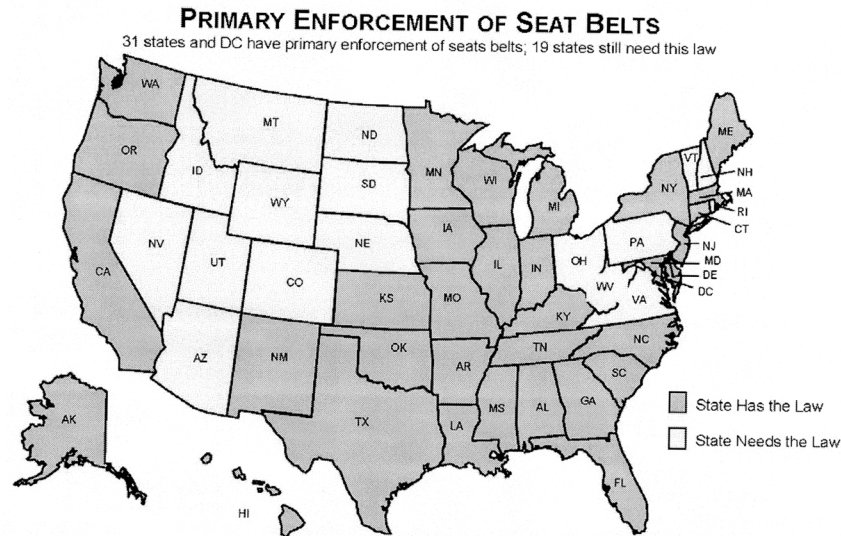 PRIMARY ENFORCEMENT OF SEAT BELTS
31 states and DC have primary enforcement of seats belts; 19 states still need this law
WA
MT
ND
MN
ME
OR
ID
SD
WI
MI
VT
NH
NY
MA
RI
CT
WY
IA
NE
PA
NJ
MD
DE
DC
NV
UT
CO
IL
IN
OH
WV
VA
CA
KS
MO
KY
NC
AZ
NM
OK
AR
TN
SC
MS
AL
GA
TX
LA
FL
AK
HI
State Has the Law
State Needs the Law